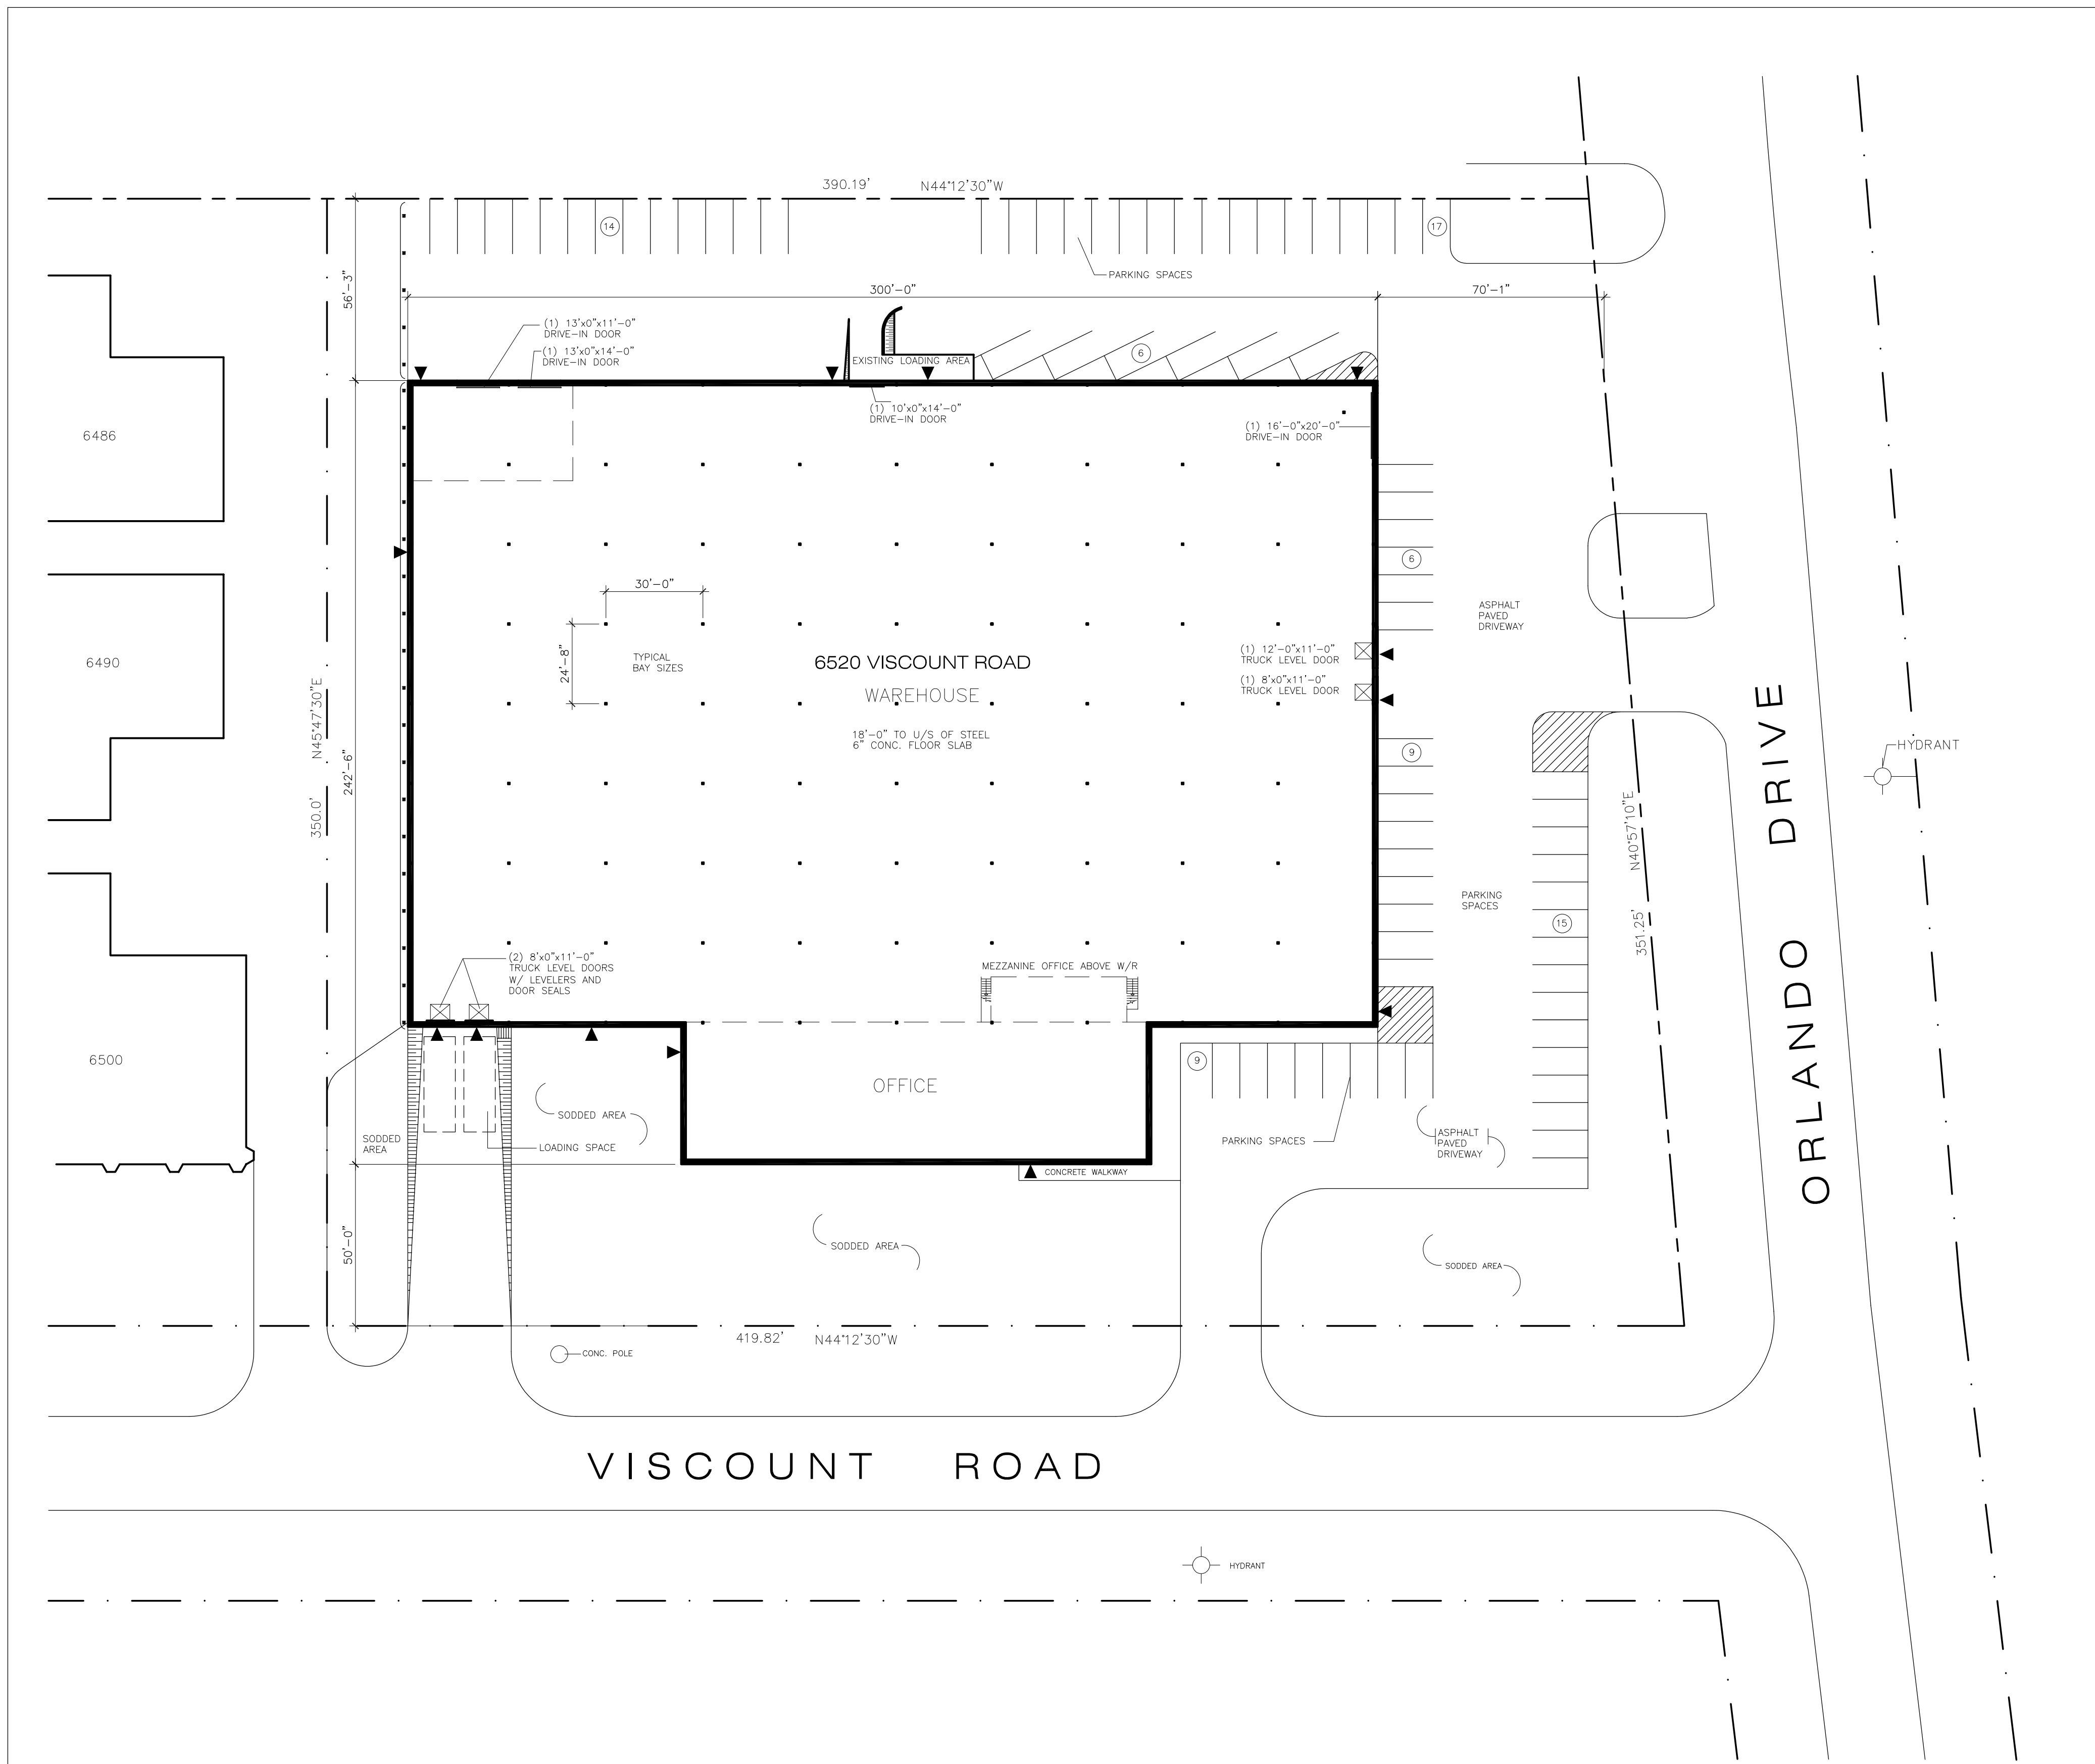 390.19' N44°12'30"W
14
17
PARKING SPACES
56'-3"
300'-0"
70'-1"
(1) 13'x0"x11'-0"
DRIVE-IN DOOR
(1) 13'x0"x14'-0"
DRIVE-IN DOOR
EXISTING LOADING AREA
6
(1) 10'x0"x14'-0"
DRIVE-IN DOOR
(1) 16'-0"x20'-0"
DRIVE-IN DOOR
6486
6
30'-0"
24'-8"
TYPICAL
BAY SIZES
ASPHALT
PAVED
DRIVEWAY
6490
6520 VISCOUNT ROAD
WAREHOUSE
18'-0" TO U/S OF STEEL
6" CONC. FLOOR SLAB
(1) 12'-0"x11'-0"
TRUCK LEVEL DOOR
(1) 8'x0"x11'-0"
TRUCK LEVEL DOOR
350.0' N45°47'30"E
242'-6"
9
HYDRANT
ORLANDO DRIVE
351.25' N40°57'10"E
PARKING
SPACES
15
(2) 8'x0"x11'-0"
TRUCK LEVEL DOORS
W/ LEVELERS AND
DOOR SEALS
MEZZANINE OFFICE ABOVE W/R
6500
OFFICE
9
SODDED AREA
SODDED
AREA
LOADING SPACE
PARKING SPACES
ASPHALT
PAVED
DRIVEWAY
CONCRETE WALKWAY
50'-0"
SODDED AREA
SODDED AREA
419.82' N44°12'30"W
CONC. POLE
VISCOUNT ROAD
HYDRANT